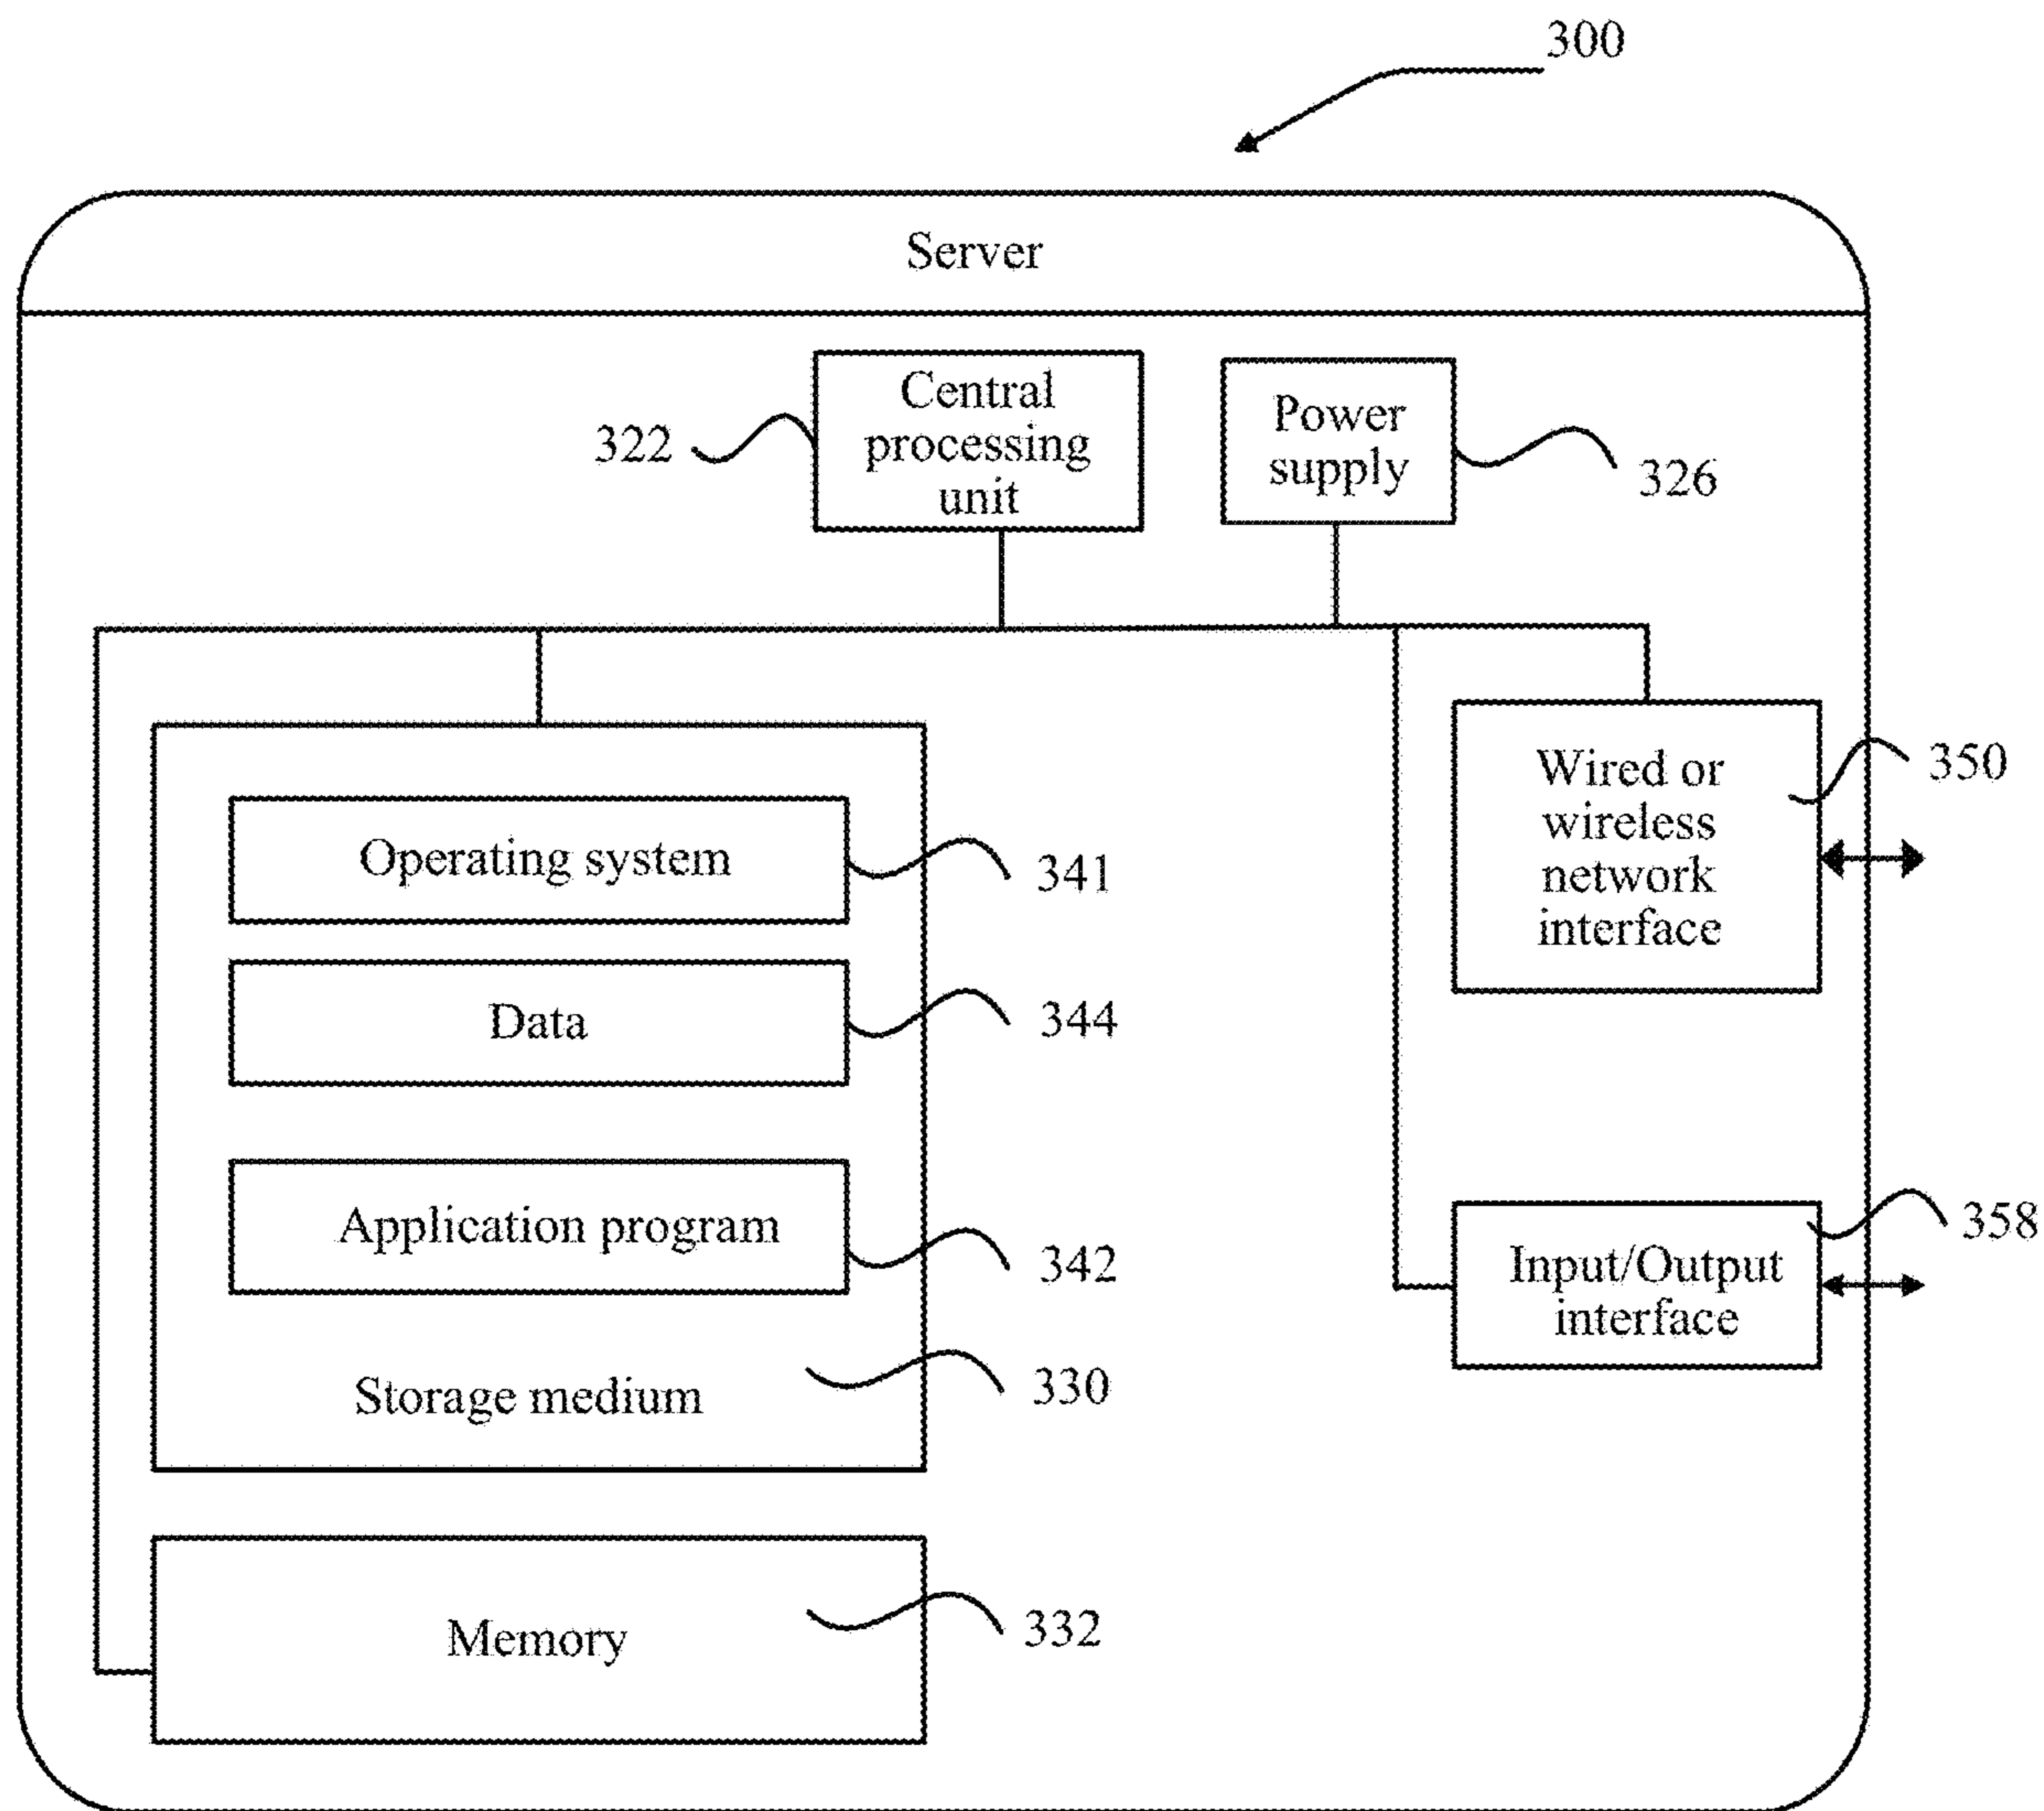 300
Server
Central
processing
unit
322
Power
supply
326
Wired or
wireless
network
interface
350
Operating system
341
Data
344
Application program
342
Input/Output
interface
358
Storage medium
330
Memory
332